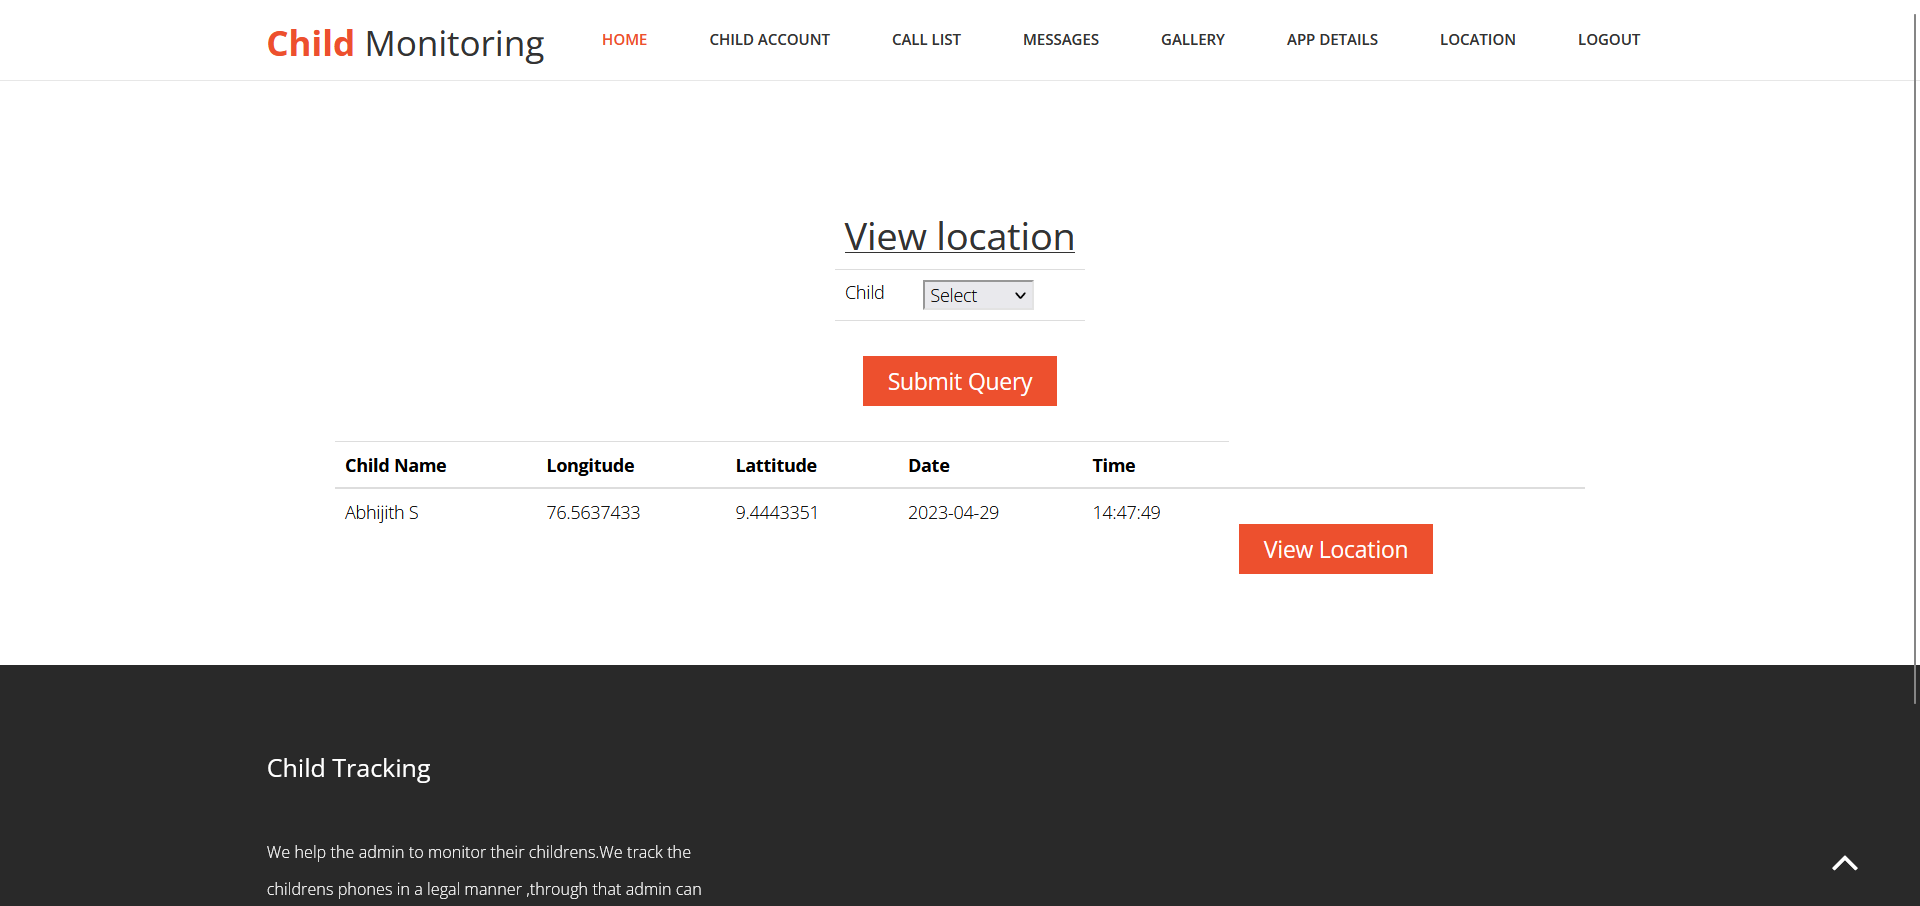 Child Monitoring HOME CHILD ACCOUNT CALL LIST MESSAGES GALLERY APP DETAILS LOCATION LOGOUT
View location
Child Select
Submit Query
Child Name Longitude Lattitude Date Time
Abhijith S 76.5637433 9.4443351 2023-04-29 14:47:49
View Location
Child Tracking
We help the admin to monitor their childrens.We track the
childrens phones in a legal manner ,through that admin can